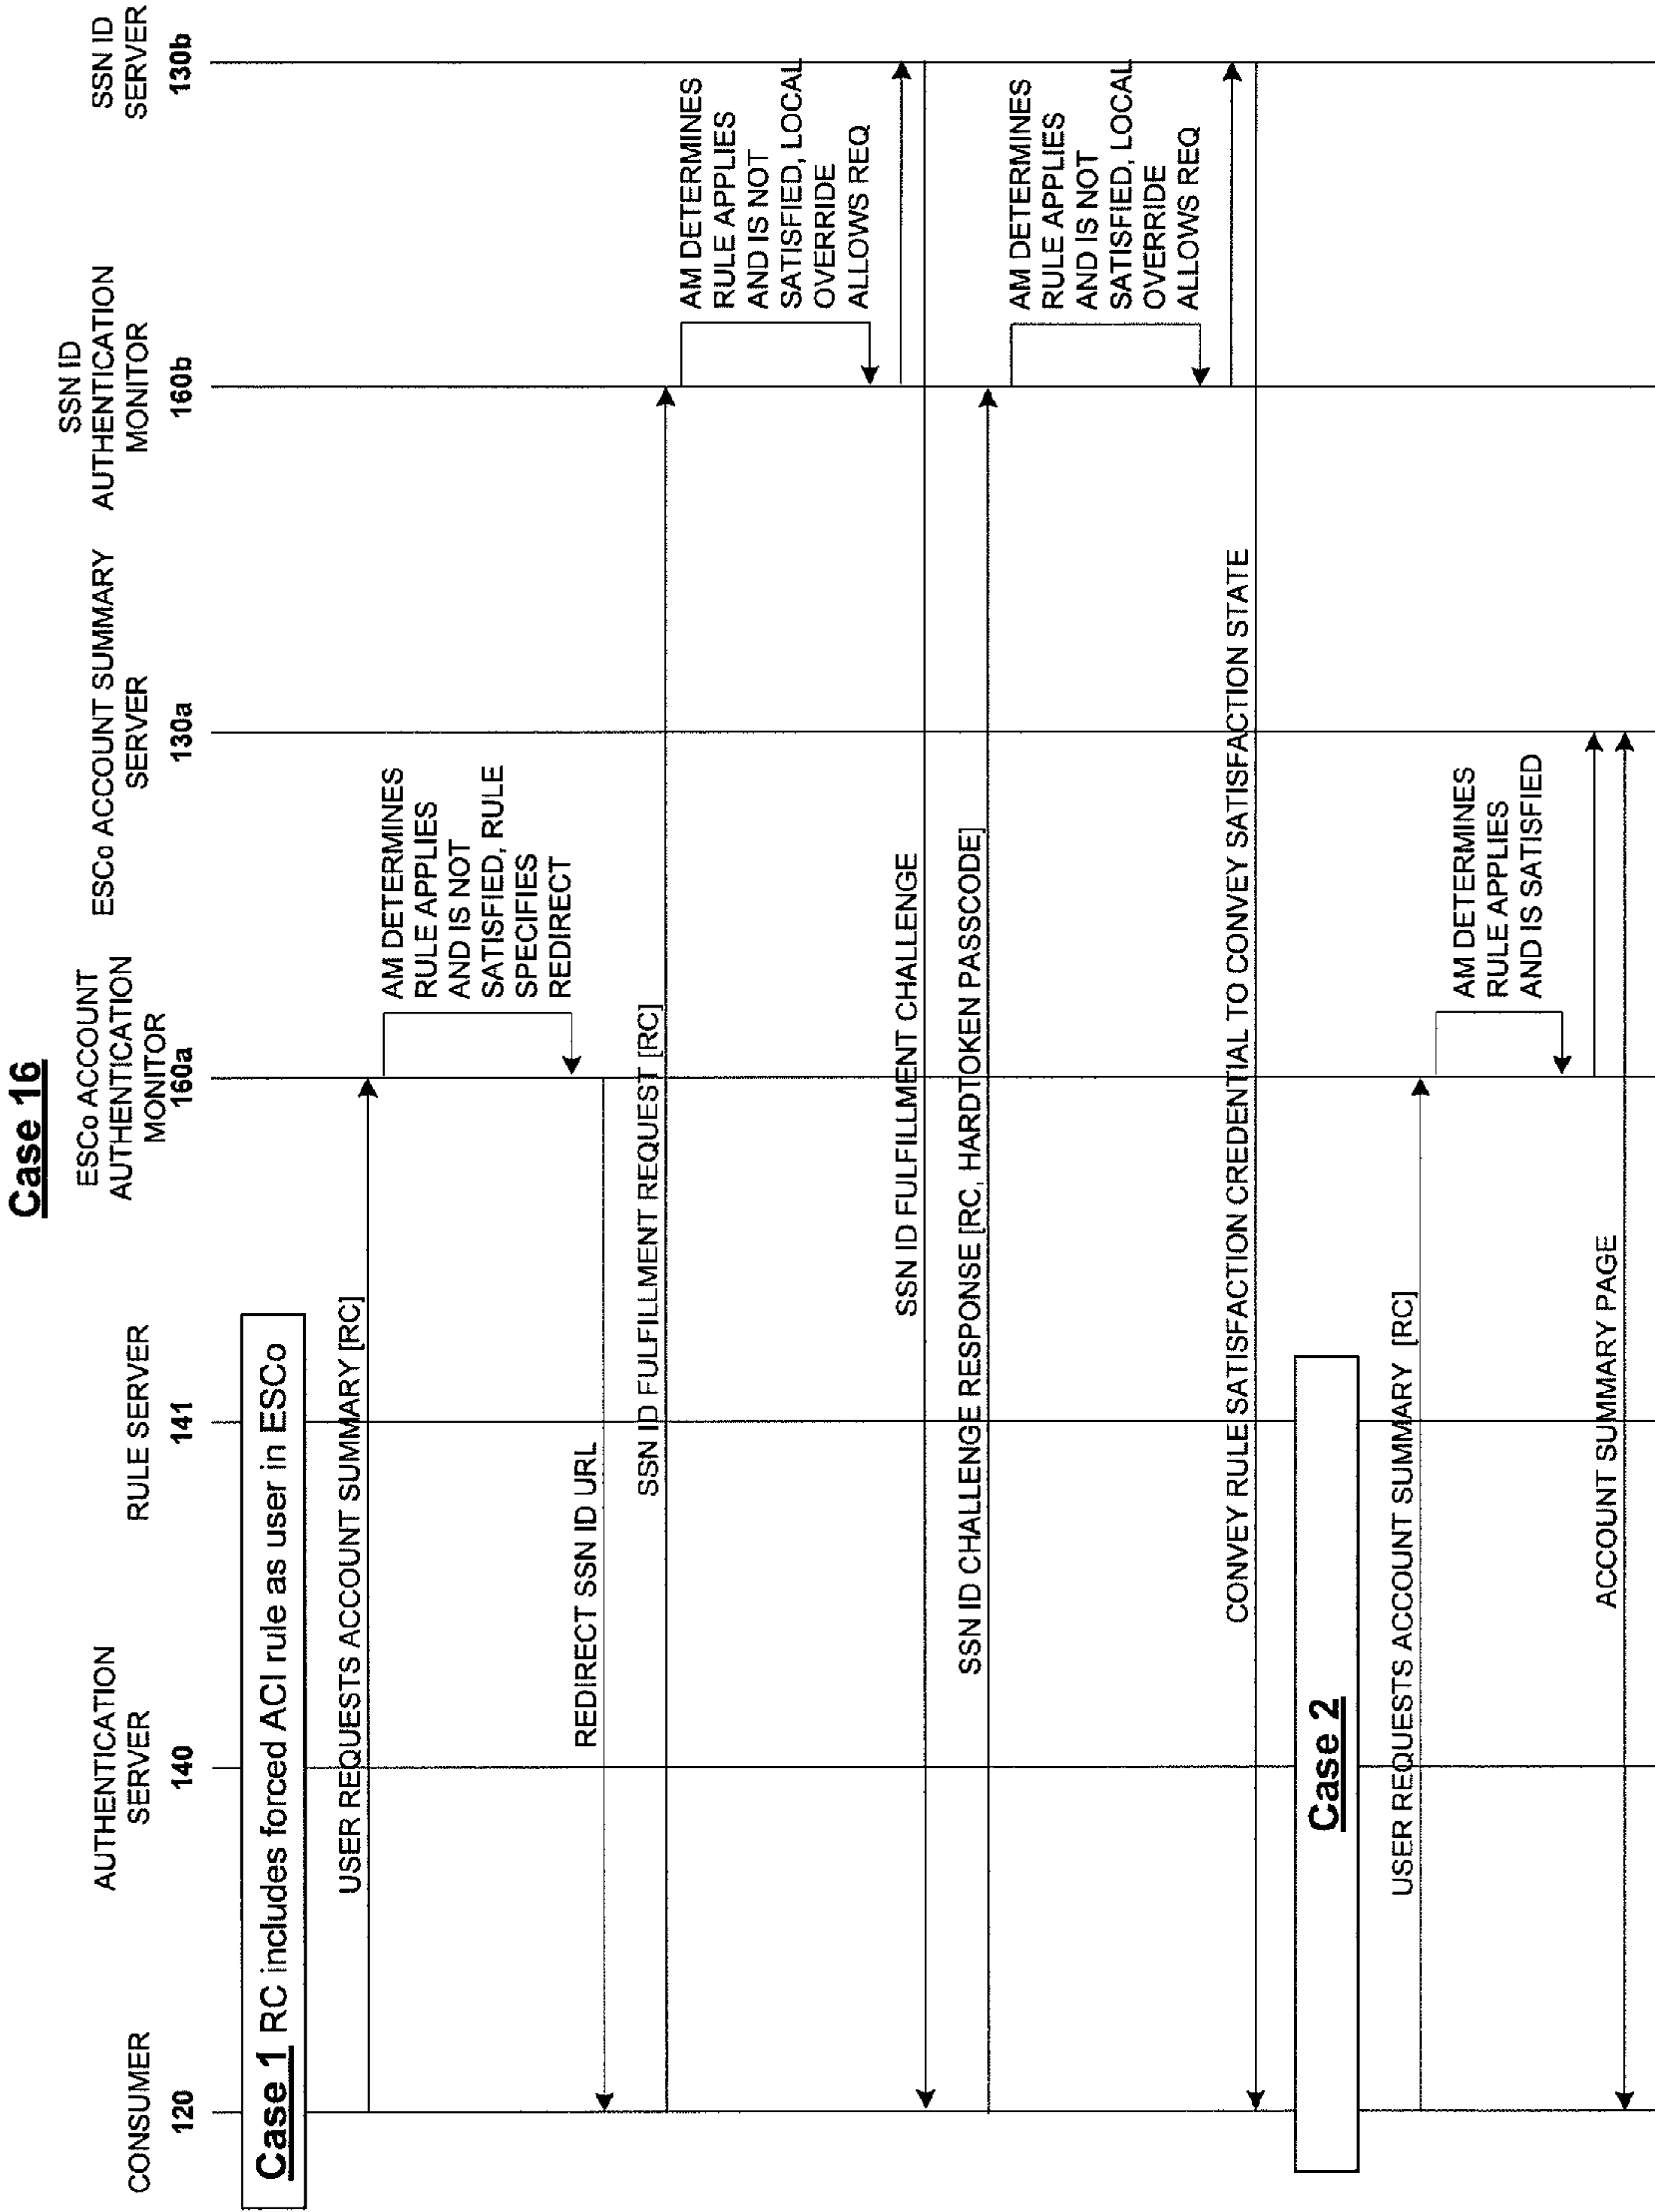 Case 16
CONSUMER
120
AUTHENTICATION
SERVER
140
RULE SERVER
141
ESCo ACCOUNT
AUTHENTICATION
MONITOR
160a
ESCo ACCOUNT SUMMARY
SERVER
130a
SSN ID
AUTHENTICATION
MONITOR
160b
SSN ID
SERVER
130b
Case 1 RC includes forced ACI rule as user in ESCo
USER REQUESTS ACCOUNT SUMMARY [RC]
AM DETERMINES
RULE APPLIES
AND IS NOT
SATISFIED, RULE
SPECIFIES
REDIRECT
REDIRECT SSN ID URL
SSN ID FULFILLMENT REQUEST [RC]
AM DETERMINES
RULE APPLIES
AND IS NOT
SATISFIED, LOCAL
OVERRIDE
ALLOWS REQ
SSN ID FULFILLMENT CHALLENGE
SSN ID CHALLENGE RESPONSE [RC, HARDTOKEN PASSCODE]
AM DETERMINES
RULE APPLIES
AND IS NOT
SATISFIED, LOCAL
OVERRIDE
ALLOWS REQ
CONVEY RULE SATISFACTION CREDENTIAL TO CONVEY SATISFACTION STATE
Case 2
USER REQUESTS ACCOUNT SUMMARY [RC]
AM DETERMINES
RULE APPLIES
AND IS SATISFIED
ACCOUNT SUMMARY PAGE